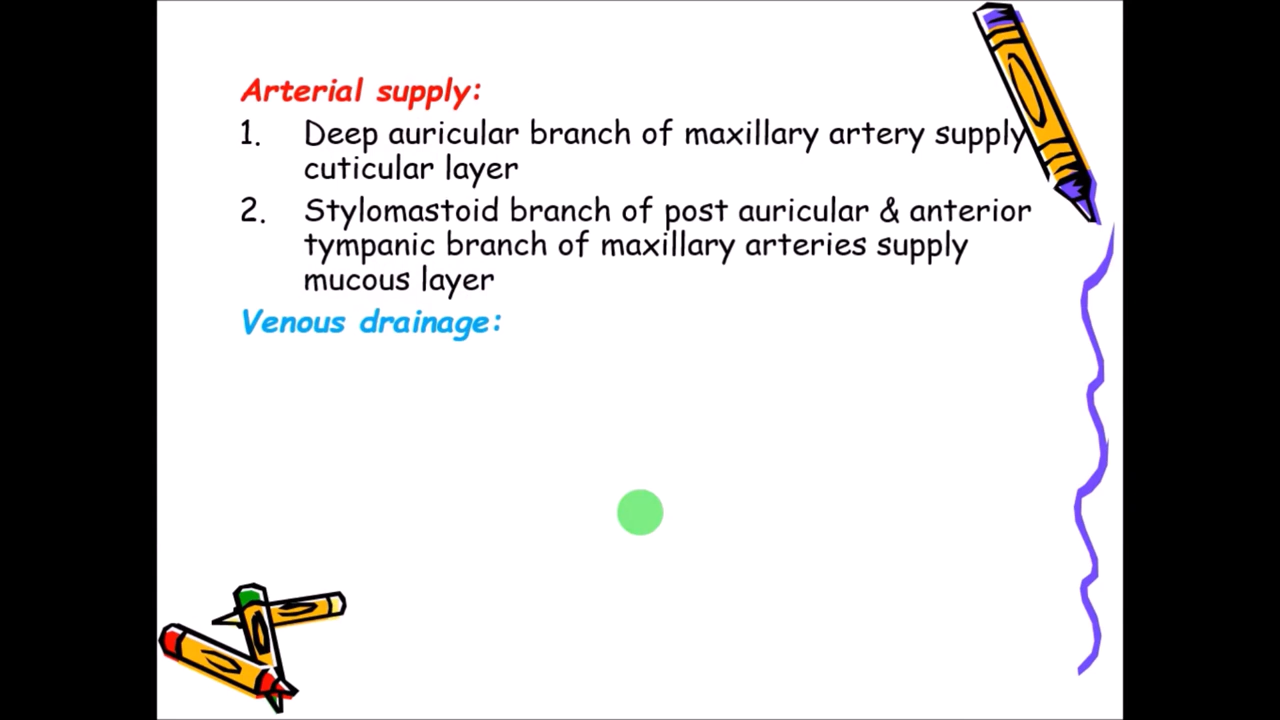 Arterial supply:
1. Deep auricular branch of maxillary artery supply
cuticular layer
2. Stylomastoid branch of post auricular & anterior
tympanic branch of maxillary arteries supply
mucous layer
Venous drainage: